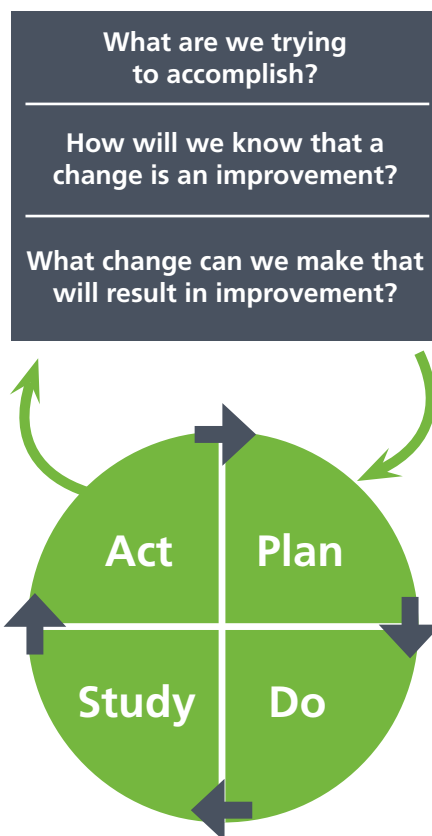 What are we trying
to accomplish?
How will we know that a
change is an improvement?
What change can we make that
will result in improvement?
Act
Plan
Study
Do